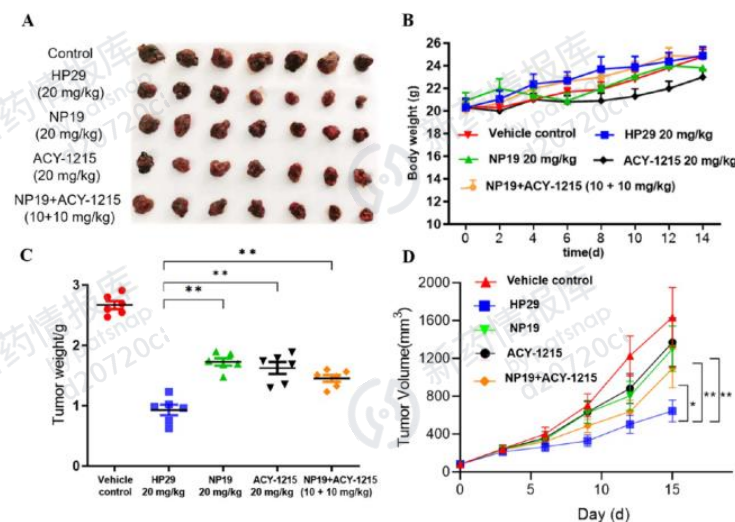 A
Control
HP29
(20 mg/kg)
NP19
(20 mg/kg)
ACY-1215
(20 mg/kg)
NP19+ACY-1215
(10+10 mg/kg)
B
Body weight (g)
26
24
22
20
18
16
14
12
10
Vehicle control
HP29 20 mg/kg
NP19 20 mg/kg
ACY-1215 20 mg/kg
NP19+ACY-1215 (10 + 10 mg/kg)
0 2 4 6 8 10 12 14
time(d)
C
Tumor weight/g
3
2
1
0
**
**
**
Vehicle control
HP29 20 mg/kg
NP19 20 mg/kg
ACY-1215 20 mg/kg
NP19+ACY-1215 (10 + 10 mg/kg)
D
Tumor Volume(mm³)
2000
1600
1200
800
400
0
Vehicle control
HP29
NP19
ACY-1215
NP19+ACY-1215
* ** **
0 5 10 15
Day (d)
新药情报库